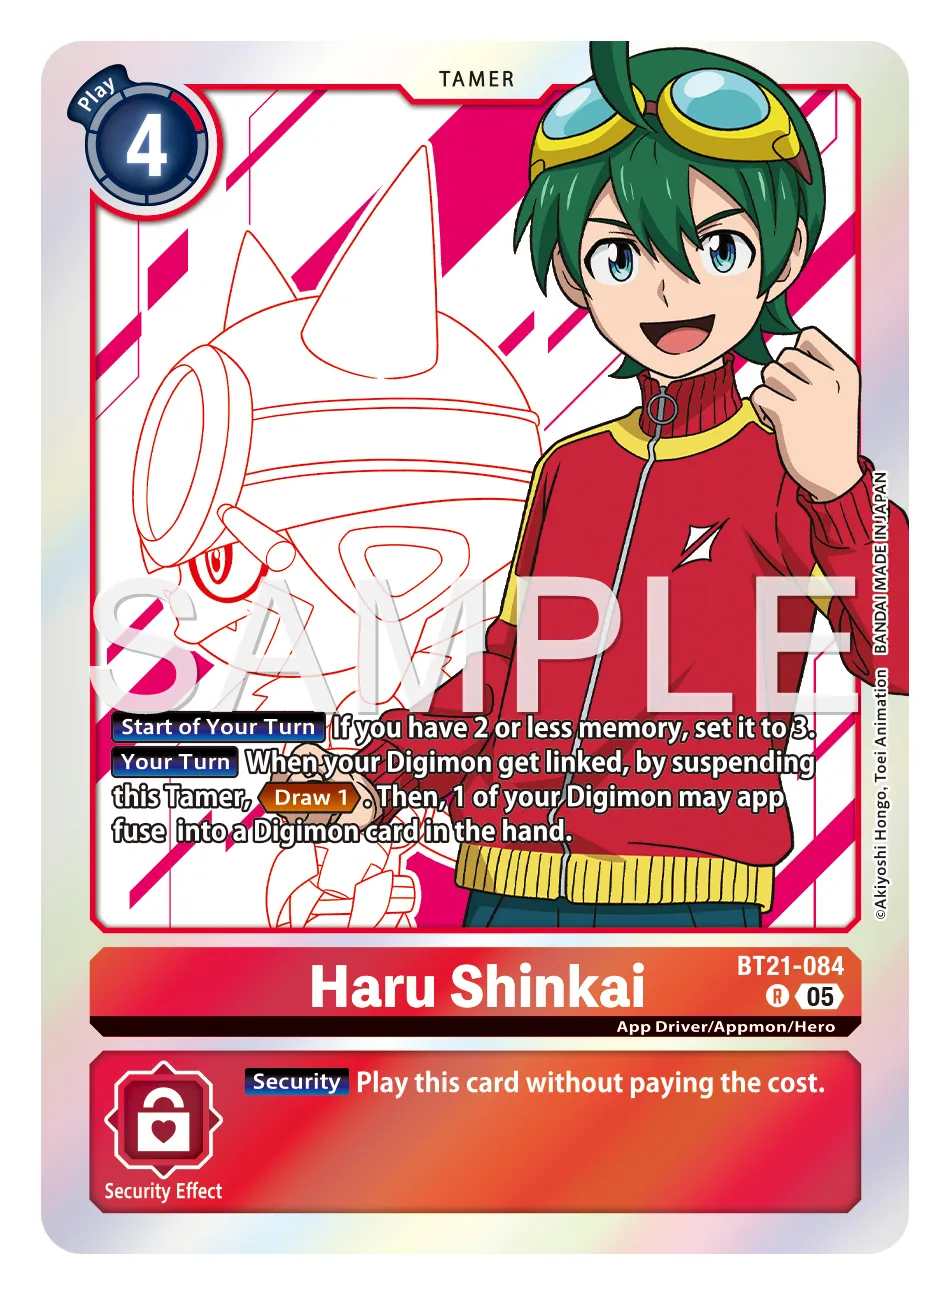 TAMER
Play
4
SAMPLE
Start of Your Turn If you have 2 or less memory, set it to 3.
Your Turn When your Digimon get linked, by suspending
this Tamer, Draw 1. Then, 1 of your Digimon may app
fuse into a Digimon card in the hand.
©Akiyoshi Hongo, Toei Animation BANDAI MADE IN JAPAN
Haru Shinkai
BT21-084
R 05
App Driver/Appmon/Hero
Security Play this card without paying the cost.
Security Effect